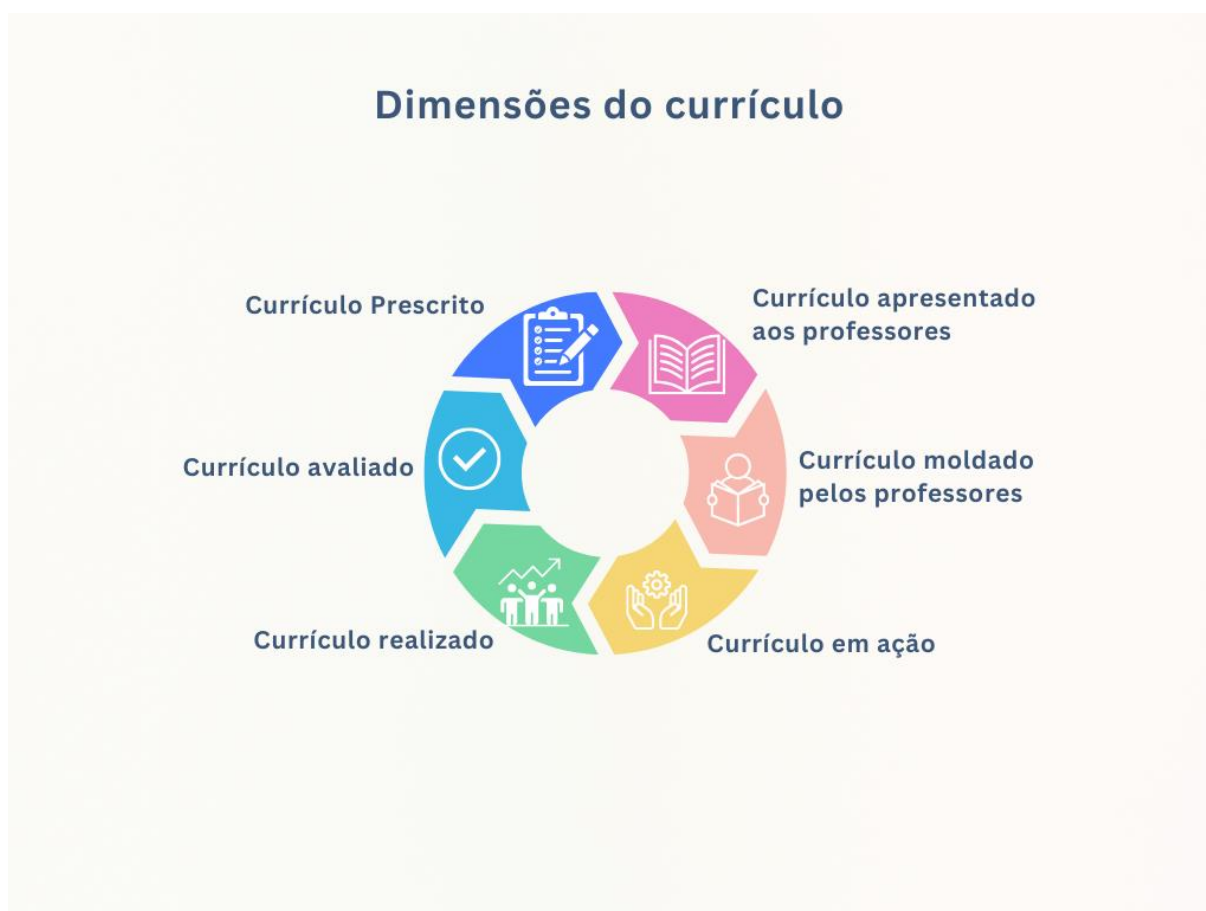 Dimensões do currículo
Currículo Prescrito
Currículo apresentado
aos professores
Currículo moldado
pelos professores
Currículo em ação
Currículo realizado
Currículo avaliado